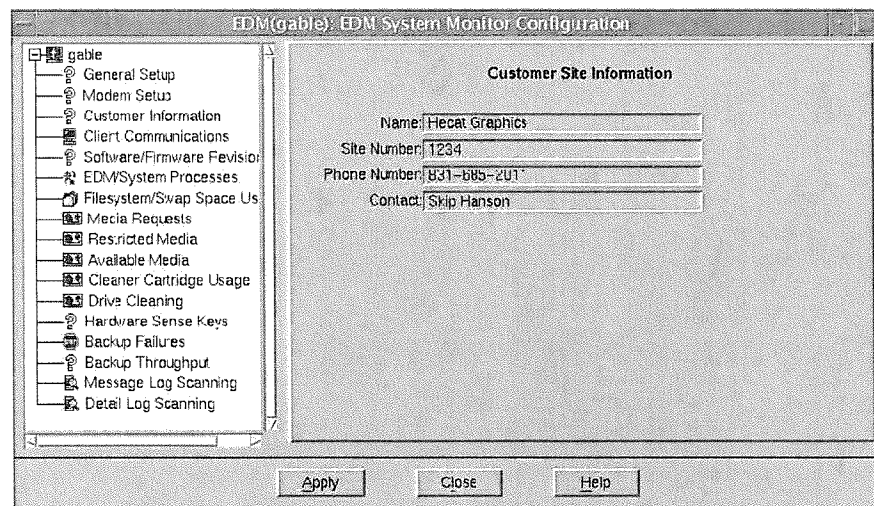 EDM(gable): EDM System Monitor Configuration
gable
General Setup
Modem Setup
Customer Information
Client Communications
Software/Firmware Revision
EDM/System Processes
Filesystem/Swap Space Us
Media Requests
Restricted Media
Available Media
Cleaner Cartridge Usage
Drive Cleaning
Hardware Sense Keys
Backup Failures
Backup Throughput
Message Log Scanning
Detail Log Scanning
Customer Site Information
Name: Hecat Graphics
Site Number: 1234
Phone Number:
Contact: Skip Hanson
Apply Close Help